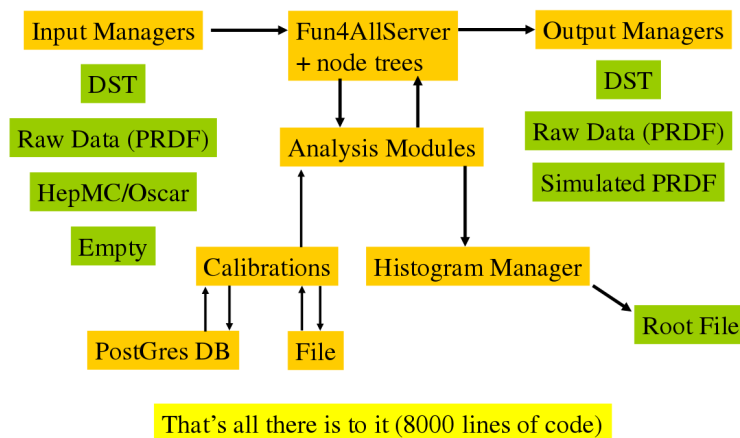 Input Managers
Fun4AllServer
+ node trees
Output Managers
DST
Raw Data (PRDF)
HepMC/Oscar
Empty
DST
Raw Data (PRDF)
Simulated PRDF
Analysis Modules
Calibrations
Histogram Manager
PostGres DB
File
Root File
That's all there is to it (8000 lines of code)